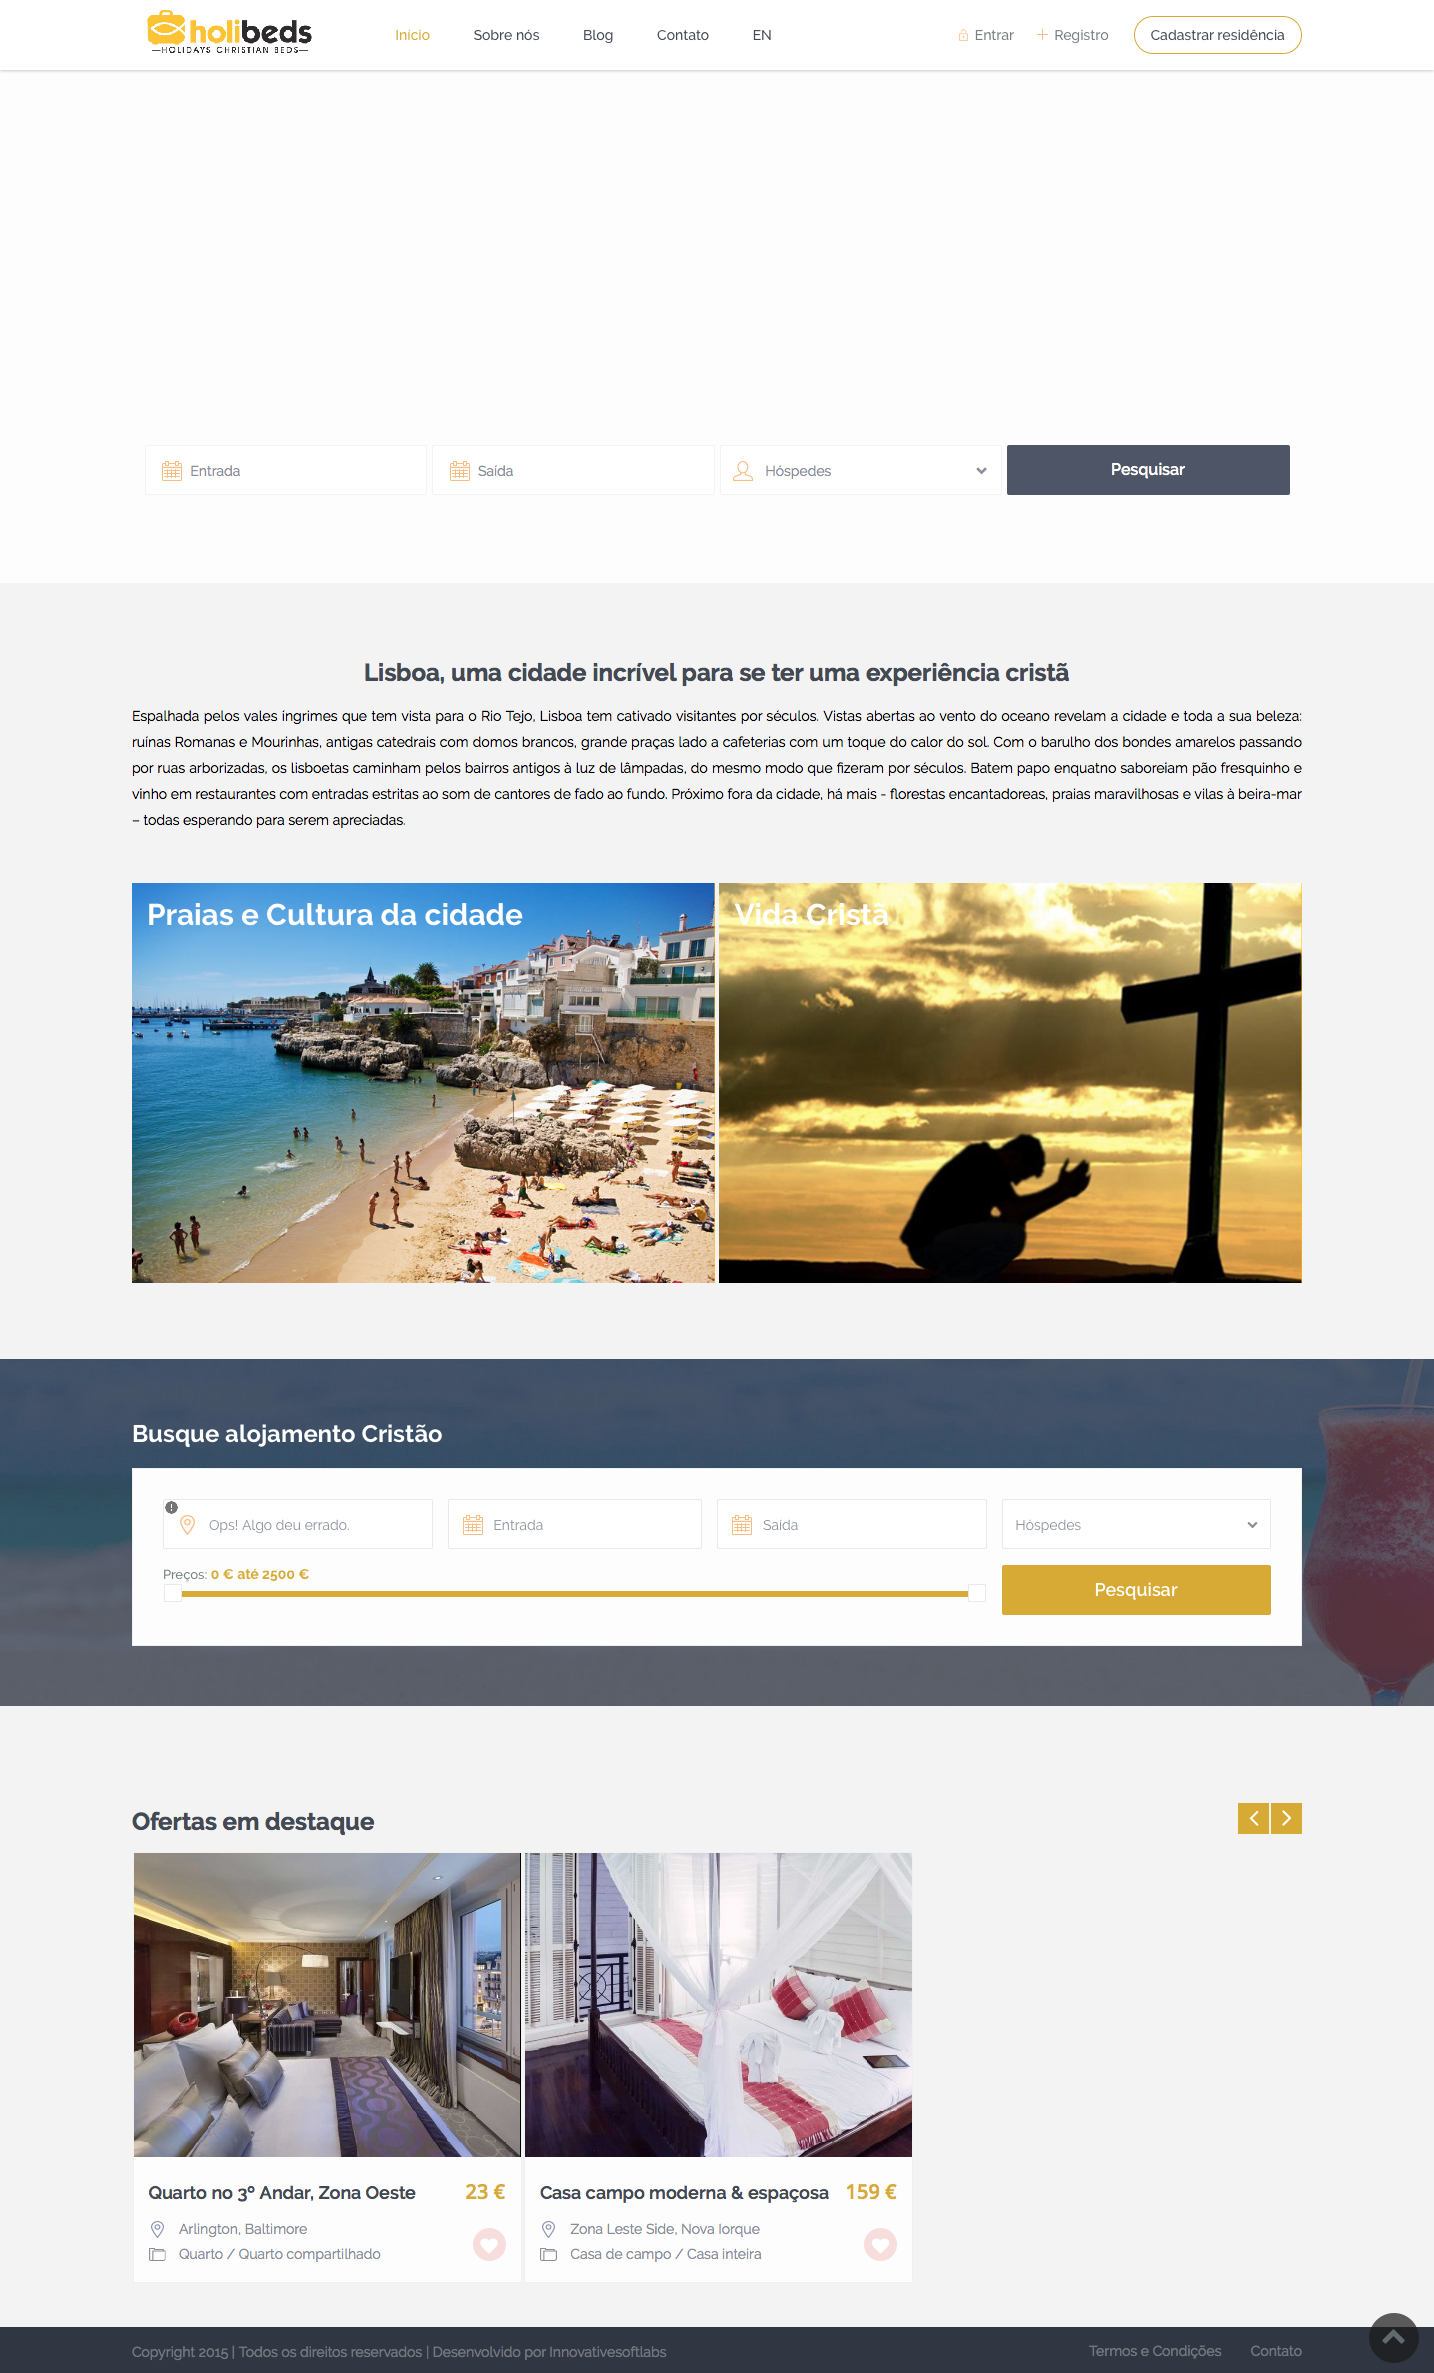 holibeds
HOLIDAYS CHRISTIAN BEDS
Início
Sobre nós
Blog
Contato
EN
Entrar
Registro
Cadastrar residência
Entrada
Saída
Hóspedes
Pesquisar
Lisboa, uma cidade incrível para se ter uma experiência cristã
Espalhada pelos vales íngrimes que tem vista para o Rio Tejo, Lisboa tem cativado visitantes por séculos. Vistas abertas ao vento do oceano revelam a cidade e toda a sua beleza:
ruínas Romanas e Mourinhas, antigas catedrais com domos brancos, grande praças lado a cafeterias com um toque do calor do sol. Com o barulho dos bondes amarelos passando
por ruas arborizadas, os lisboetas caminham pelos bairros antigos à luz de lâmpadas, do mesmo modo que fizeram por séculos. Batem papo enquatno saboreiam pão fresquinho e
vinho em restaurantes com entradas estritas ao som de cantores de fado ao fundo. Próximo fora da cidade, há mais - florestas encantadoreas, praias maravilhosas e vilas à beira-mar
– todas esperando para serem apreciadas.
Praias e Cultura da cidade
Vida Cristã
Busque alojamento Cristão
Ops! Algo deu errado.
Entrada
Saída
Hóspedes
Preços: 0 € até 2500 €
Pesquisar
Ofertas em destaque
Quarto no 3º Andar, Zona Oeste
23 €
Arlington, Baltimore
Quarto / Quarto compartilhado
Casa campo moderna & espaçosa
159 €
Zona Leste Side, Nova Iorque
Casa de campo / Casa inteira
Copyright 2015 | Todos os direitos reservados | Desenvolvido por Innovativesoftlabs
Termos e Condições
Contato